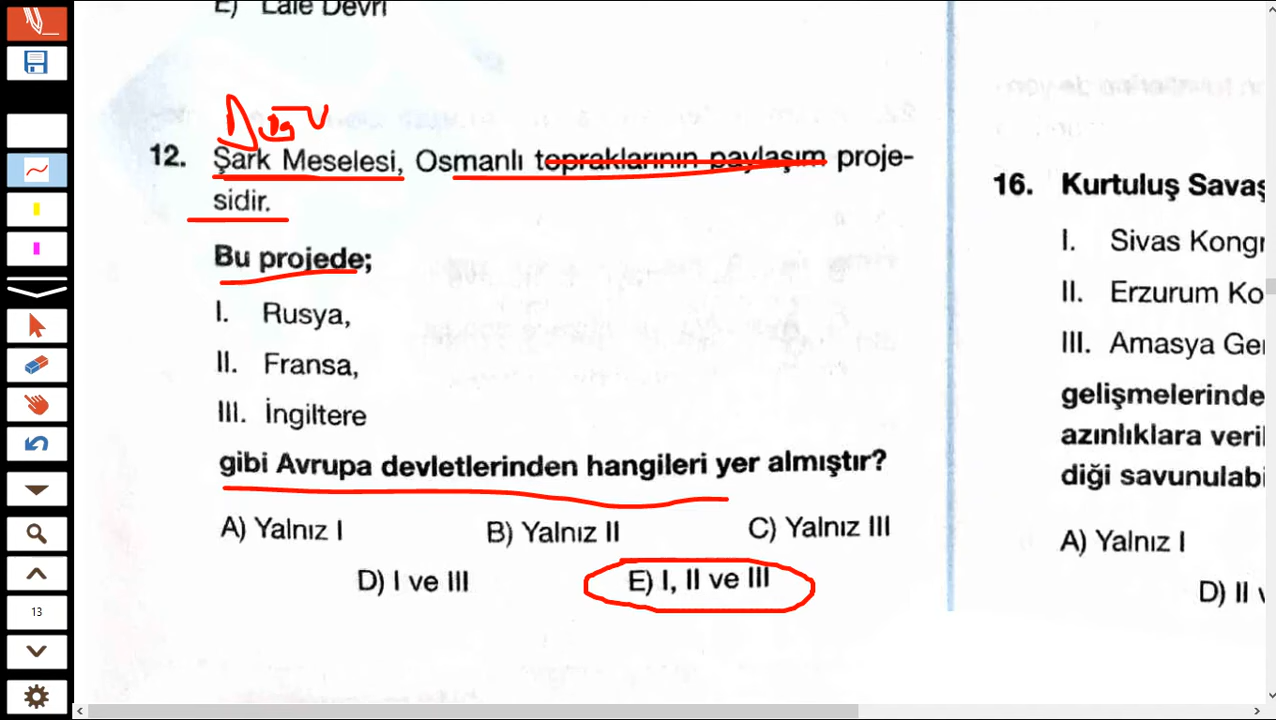 E) Lale Devri
12. Şark Meselesi, Osmanlı topraklarının paylaşım proje-
sidir.
Bu projede;
I. Rusya,
II. Fransa,
III. İngiltere
gibi Avrupa devletlerinden hangileri yer almıştır?
A) Yalnız I B) Yalnız II C) Yalnız III
D) I ve III E) I, II ve III
16. Kurtuluş Savaş
I. Sivas Kongr
II. Erzurum Ko
III. Amasya Ge
gelişmelerinde
azınlıklara veri
diği savunulabi
A) Yalnız I
D) II v
13